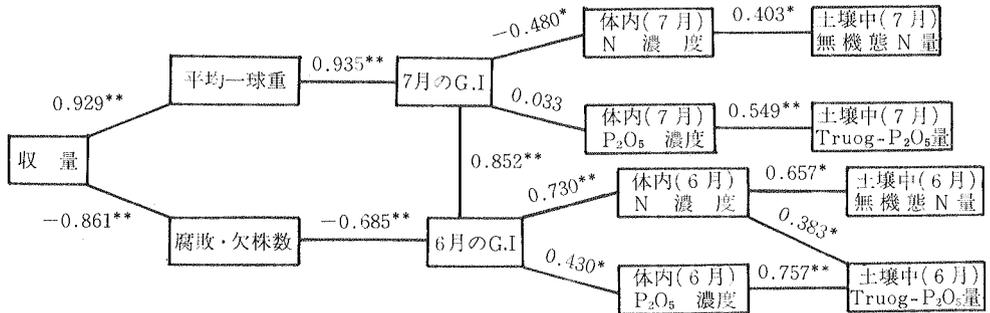 収 量
0.929**
-0.861**
平均一球重
腐敗・欠株数
0.935**
-0.685**
7月のG.I
0.852**
6月のG.I
-0.480*
0.033
0.730**
0.430*
体内(7月)
N 濃 度
0.403*
土壌中(7月)
無機態N量
体内(7月)
P₂O₅ 濃度
0.549**
土壌中(7月)
Truog-P₂O₅量
体内(6月)
N 濃 度
0.657*
土壌中(6月)
無機態N量
0.383*
体内(6月)
P₂O₅ 濃度
0.757**
土壌中(6月)
Truog-P₂O₅量